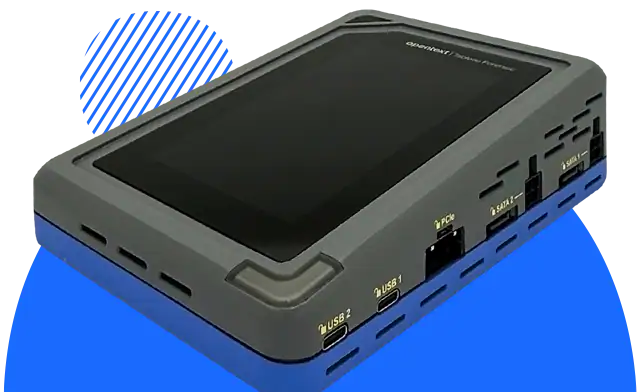 opentext | Tableau Forensic
SATA 1
SATA 2
PCIe
USB 1
USB 2